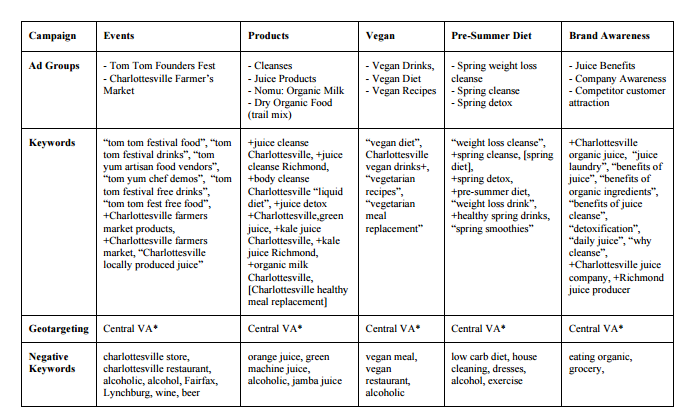 Campaign Events Products Vegan Pre-Summer Diet Brand Awareness
Ad Groups
- Tom Tom Founders Fest
- Charlottesville Farmer's
Market
- Cleanses
- Juice Products
- Nomu: Organic Milk
- Dry Organic Food
(trail mix)
- Vegan Drinks,
- Vegan Diet
- Vegan Recipes
- Spring weight loss
cleanse
- Spring cleanse
- Spring detox
- Juice Benefits
- Company Awareness
- Competitor customer
attraction
Keywords
"tom tom festival food", "tom
tom festival drinks", "tom
yum artisan food vendors",
"tom yum chef demos", "tom
tom festival free drinks",
"tom tom fest free food",
+Charlottesville farmers
market products,
+Charlottesville farmers
market, "Charlottesville
locally produced juice"
+juice cleanse
Charlottesville, +juice
cleanse Richmond,
+body cleanse
Charlottesville "liquid
diet", +juice detox
+Charlottesville,green
juice, +kale juice
Charlottesville, +kale
juice Richmond,
+organic milk
Charlottesville,
[Charlottesville healthy
meal replacement]
"vegan diet",
Charlottesville
vegan drinks+,
"vegetarian
recipes",
"vegetarian
meal
replacement"
"weight loss cleanse",
+spring cleanse, [spring
diet],
+spring detox,
+pre-summer diet,
"weight loss drink",
+healthy spring drinks,
"spring smoothies"
+Charlottesville
organic juice, "juice
laundry", "benefits of
juice", "benefits of
organic ingredients",
"benefits of juice
cleanse",
"detoxification",
"daily juice", "why
cleanse",
+Charlottesville juice
company, +Richmond
juice producer
Geotargeting Central VA* Central VA* Central VA* Central VA* Central VA*
Negative
Keywords
charlottesville store,
charlottesville restaurant,
alcoholic, alcohol, Fairfax,
Lynchburg, wine, beer
orange juice, green
machine juice,
alcoholic, jamba juice
vegan meal,
vegan
restaurant,
alcoholic
low carb diet, house
cleaning, dresses,
alcohol, exercise
eating organic,
grocery,